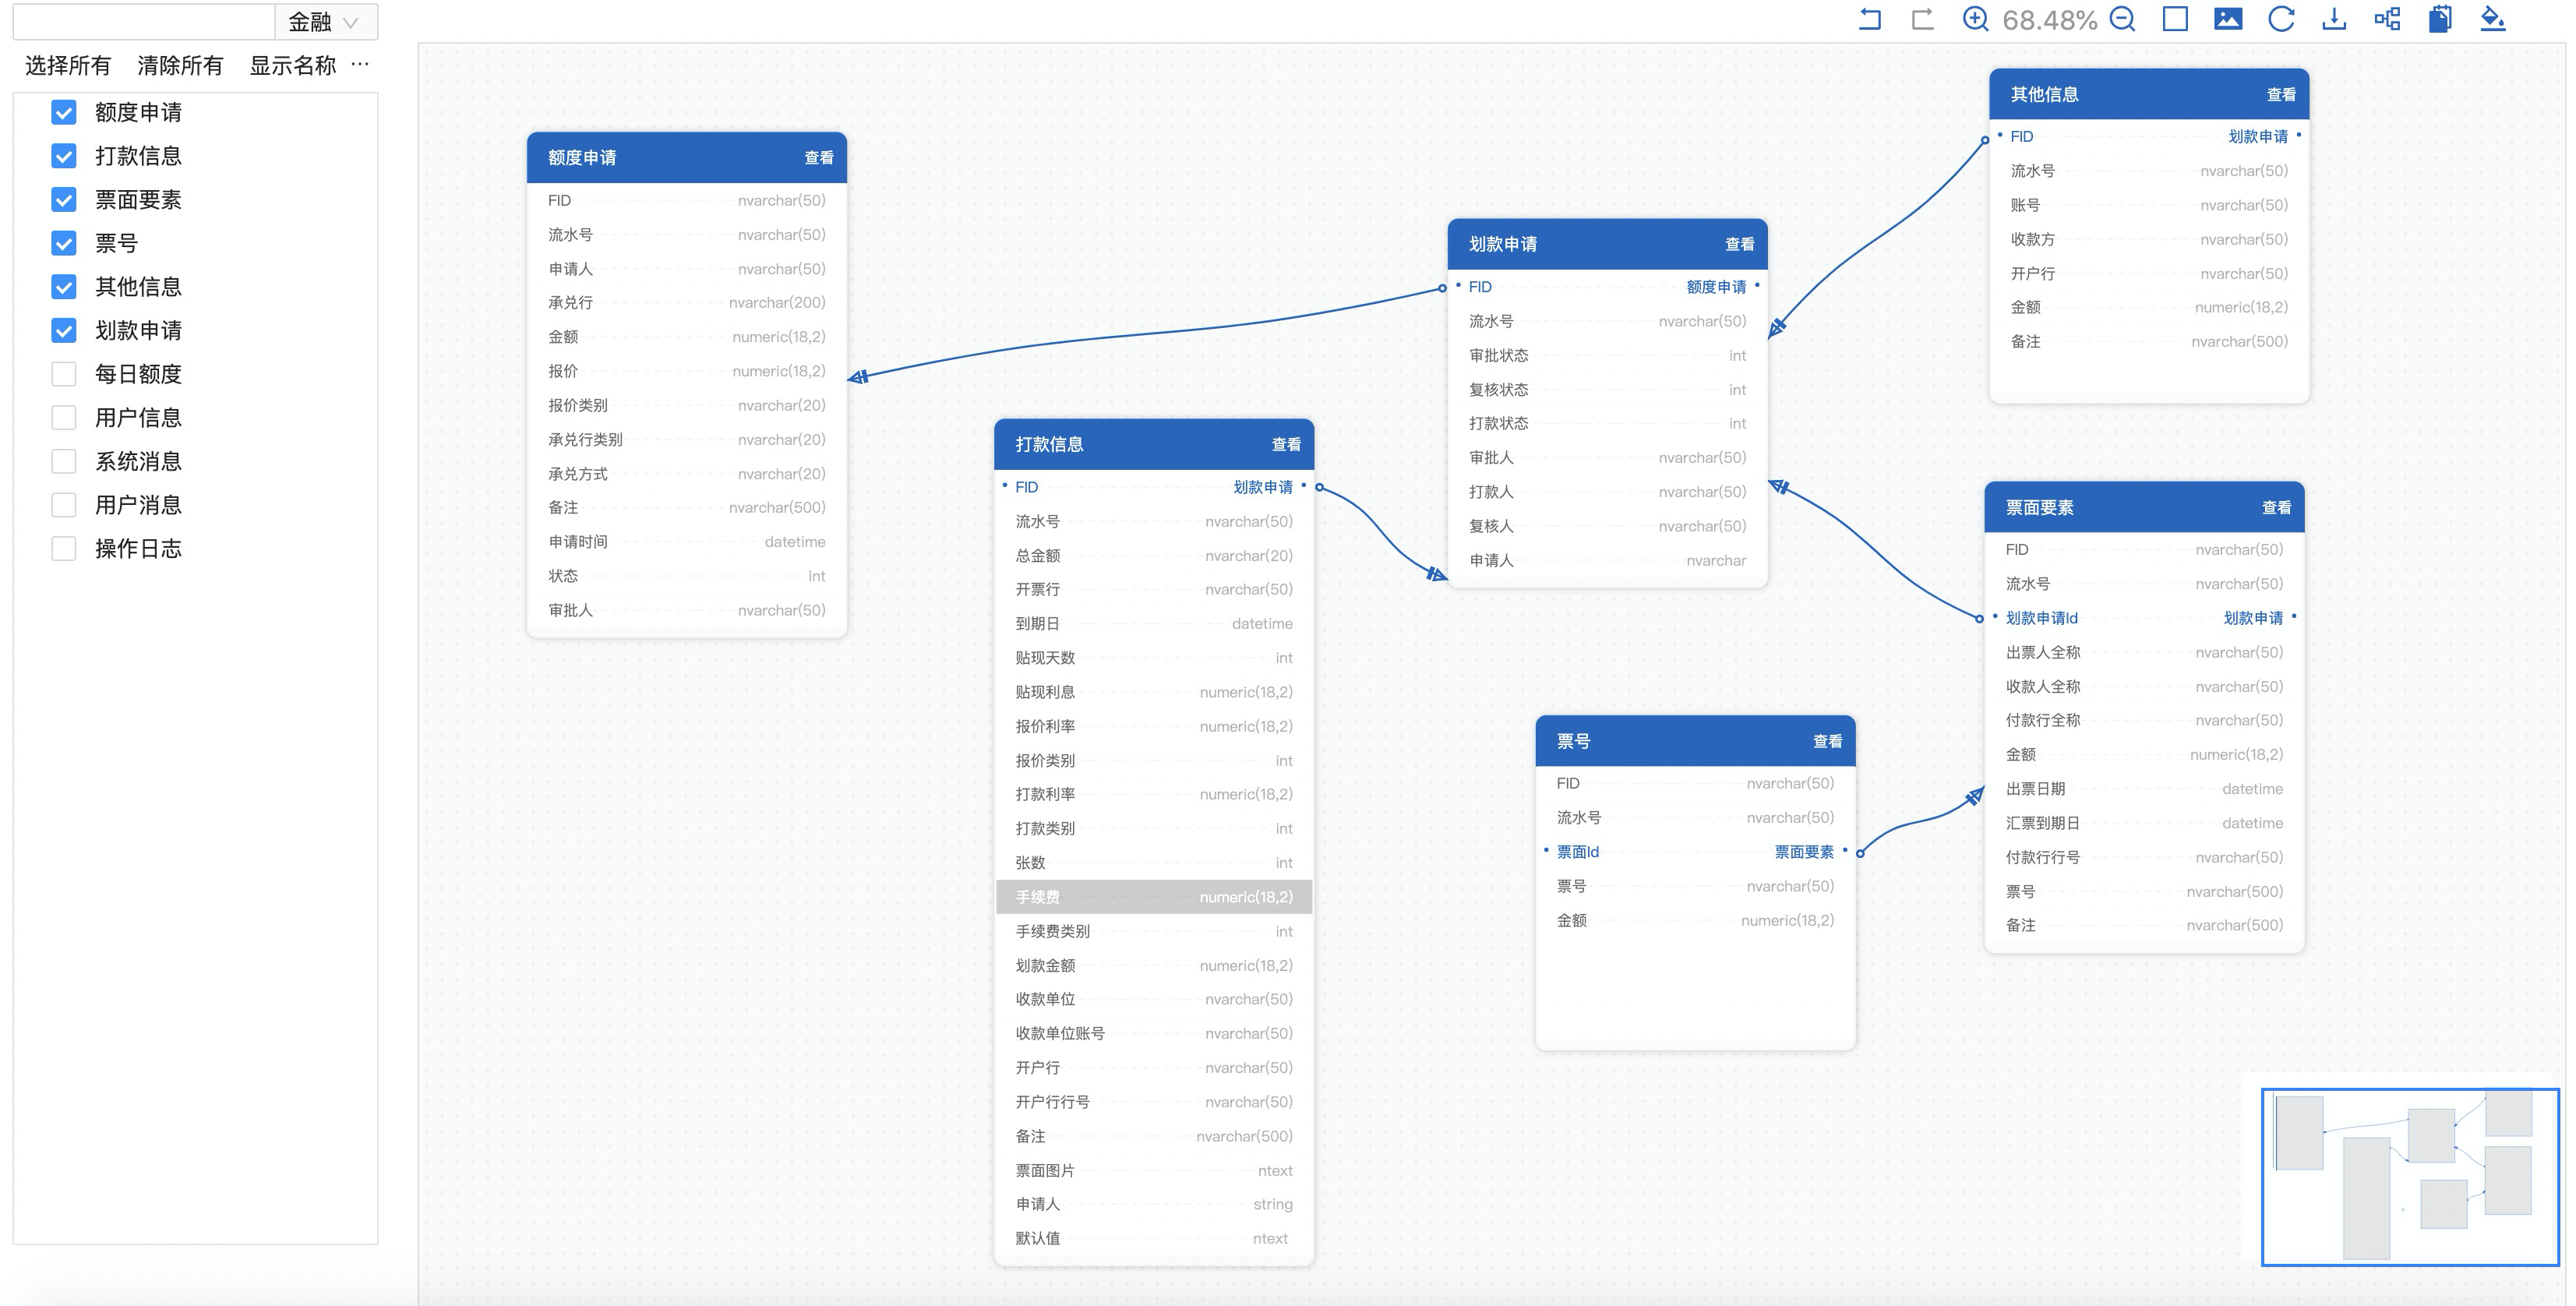 金融
68.48%
选择所有 清除所有 显示名称 ···
额度申请
打款信息
票面要素
票号
其他信息
划款申请
每日额度
用户信息
系统消息
用户消息
操作日志
额度申请 查看
FID nvarchar(50)
流水号 nvarchar(50)
申请人 nvarchar(50)
承兑行 nvarchar(200)
金额 numeric(18,2)
报价 numeric(18,2)
报价类别 nvarchar(20)
承兑行类别 nvarchar(20)
承兑方式 nvarchar(20)
备注 nvarchar(500)
申请时间 datetime
状态 int
审批人 nvarchar(50)
打款信息 查看
FID 划款申请
流水号 nvarchar(50)
总金额 nvarchar(20)
开票行 nvarchar(50)
到期日 datetime
贴现天数 int
贴现利息 numeric(18,2)
报价利率 numeric(18,2)
报价类别 int
打款利率 numeric(18,2)
打款类别 int
张数 int
手续费 numeric(18,2)
手续费类别 int
划款金额 numeric(18,2)
收款单位 nvarchar(50)
收款单位账号 nvarchar(50)
开户行 nvarchar(50)
开户行行号 nvarchar(50)
备注 nvarchar(500)
票面图片 ntext
申请人 string
默认值 ntext
划款申请 查看
FID 额度申请
流水号 nvarchar(50)
审批状态 int
复核状态 int
打款状态 int
审批人 nvarchar(50)
打款人 nvarchar(50)
复核人 nvarchar(50)
申请人 nvarchar
票号 查看
FID nvarchar(50)
流水号 nvarchar(50)
票面Id 票面要素
票号 nvarchar(50)
金额 numeric(18,2)
其他信息 查看
FID 划款申请
流水号 nvarchar(50)
账号 nvarchar(50)
收款方 nvarchar(50)
开户行 nvarchar(50)
金额 numeric(18,2)
备注 nvarchar(500)
票面要素 查看
FID nvarchar(50)
流水号 nvarchar(50)
划款申请Id 划款申请
出票人全称 nvarchar(50)
收款人全称 nvarchar(50)
付款行全称 nvarchar(50)
金额 numeric(18,2)
出票日期 datetime
汇票到期日 datetime
付款行行号 nvarchar(50)
票号 nvarchar(500)
备注 nvarchar(500)